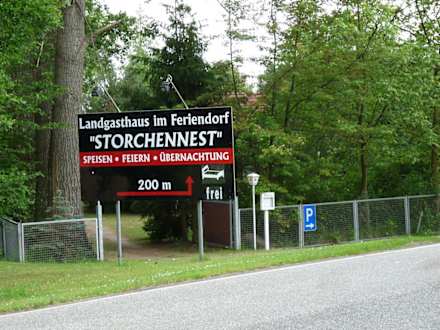 Landgasthaus im Feriendorf
"STORCHENNEST"
SPEISEN • FEIERN • ÜBERNACHTUNG
200 m
frei
P